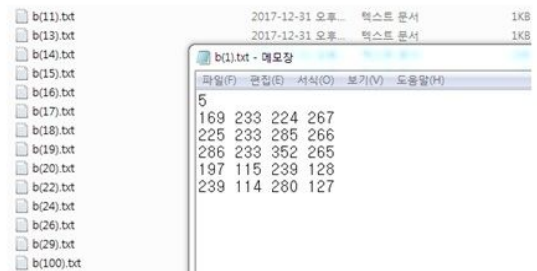 b(11).txt 2017-12-31 오후... 텍스트 문서 1KB
b(13).txt 2017-12-31 오후... 텍스트 문서 1KB
b(14).txt
b(15).txt
b(16).txt
b(17).txt
b(18).txt
b(19).txt
b(20).txt
b(22).txt
b(24).txt
b(26).txt
b(29).txt
b(100).txt
b(1).txt - 메모장
파일(F) 편집(E) 서식(O) 보기(V) 도움말(H)
5
169 233 224 267
225 233 285 266
286 233 352 265
197 115 239 128
239 114 280 127